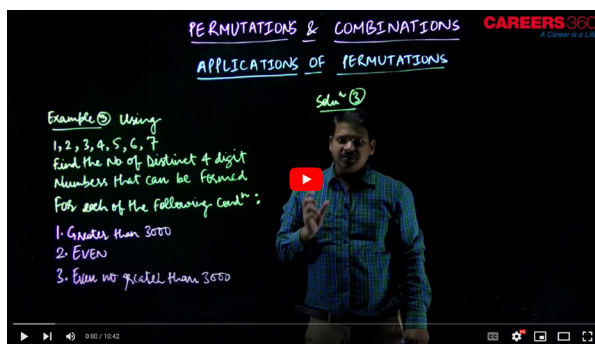 PERMUTATIONS & COMBINATIONS
CAREERS360
A Career is a Life
APPLICATIONS OF PERMUTATIONS
Soluⁿ ③
Example ③ Using
1, 2, 3, 4, 5, 6, 7
Find the No of Distinct 4 digit
Numbers that can be formed
For each of the following Condⁿ :
1. Greater than 3000
2. EVEN
3. Even no greater than 3000
0:00 / 10:42
CC